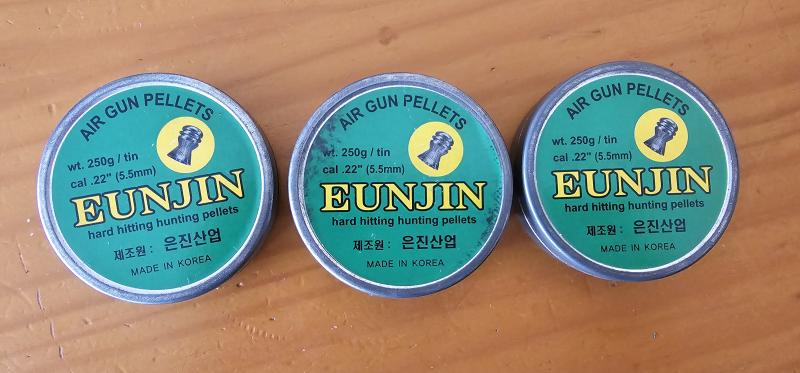 AIR GUN PELLETS
wt. 250g / tin
cal .22" (5.5mm)
EUNJIN
hard hitting hunting pellets
제조원 : 은진산업
MADE IN KOREA
AIR GUN PELLETS
wt. 250g / tin
cal .22" (5.5mm)
EUNJIN
hard hitting hunting pellets
제조원 : 은진산업
MADE IN KOREA
AIR GUN PELLETS
wt. 250g / tin
cal .22" (5.5mm)
EUNJIN
hard hitting hunting pellets
제조원 : 은진산업
MADE IN KOREA